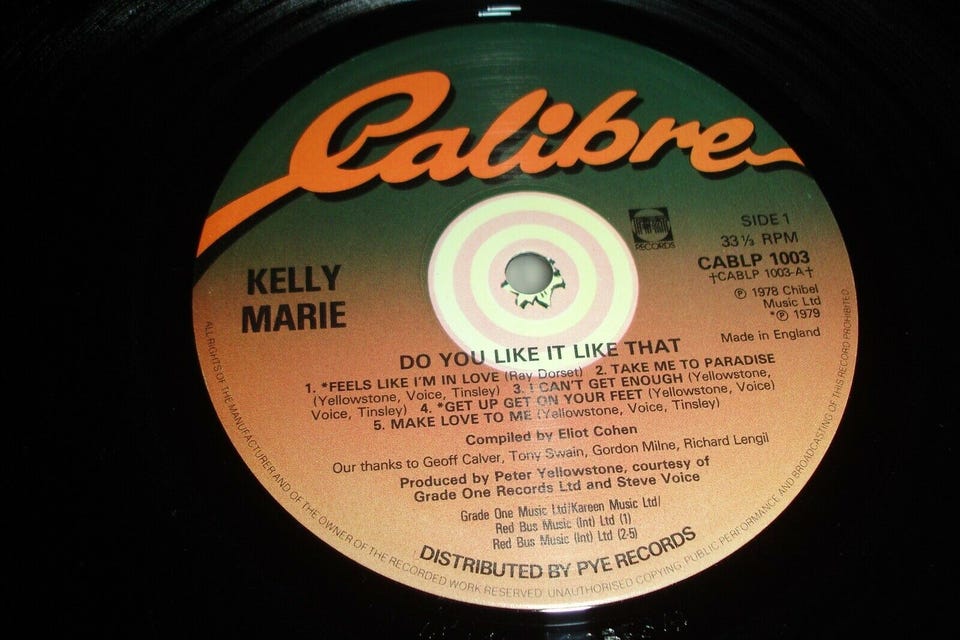 Calibre
KELLY
MARIE
RECORDS
SIDE 1
33⅓ RPM
CABLP 1003
†CABLP 1003-A†
℗ 1978 Chibel
Music Ltd
*℗ 1979
Made in England
DO YOU LIKE IT LIKE THAT
1. *FEELS LIKE I'M IN LOVE (Ray Dorset) 2. TAKE ME TO PARADISE
(Yellowstone, Voice, Tinsley) 3. I CAN'T GET ENOUGH (Yellowstone,
Voice, Tinsley) 4. *GET UP GET ON YOUR FEET (Yellowstone, Voice)
5. MAKE LOVE TO ME (Yellowstone, Voice, Tinsley)
Compiled by Eliot Cohen
Our thanks to Geoff Calver, Tony Swain, Gordon Milne, Richard Lengil
Produced by Peter Yellowstone, courtesy of
Grade One Records Ltd and Steve Voice
Grade One Music Ltd/Kareen Music Ltd/
Red Bus Music (Int) Ltd (1)
Red Bus Music (Int) Ltd (2-5)
DISTRIBUTED BY PYE RECORDS
ALL RIGHTS OF THE MANUFACTURER AND OF THE OWNER OF THE RECORDED WORK RESERVED. UNAUTHORISED COPYING, PUBLIC PERFORMANCE AND BROADCASTING OF THIS RECORD PROHIBITED.